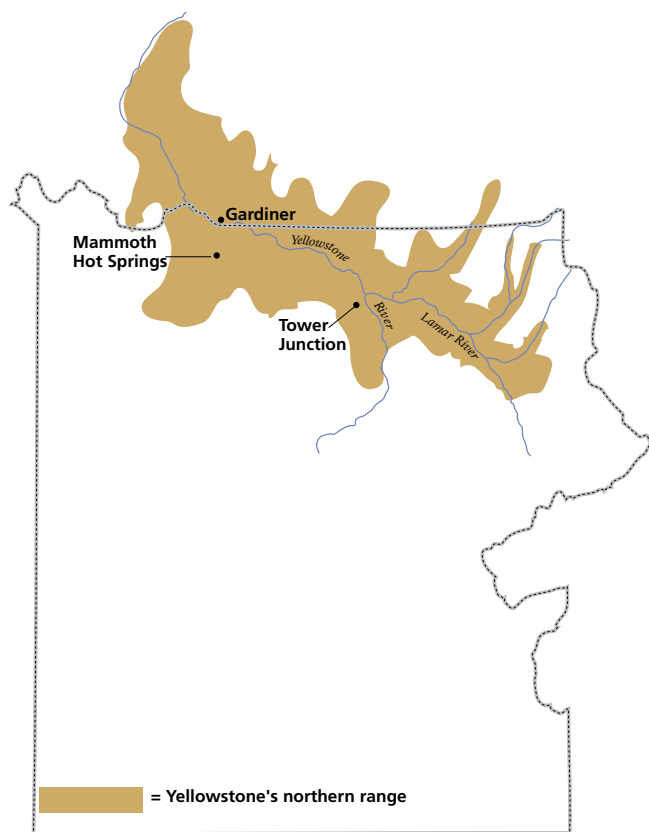 Gardiner
Mammoth
Hot Springs
Yellowstone
River
Lamar River
Tower
Junction
= Yellowstone's northern range